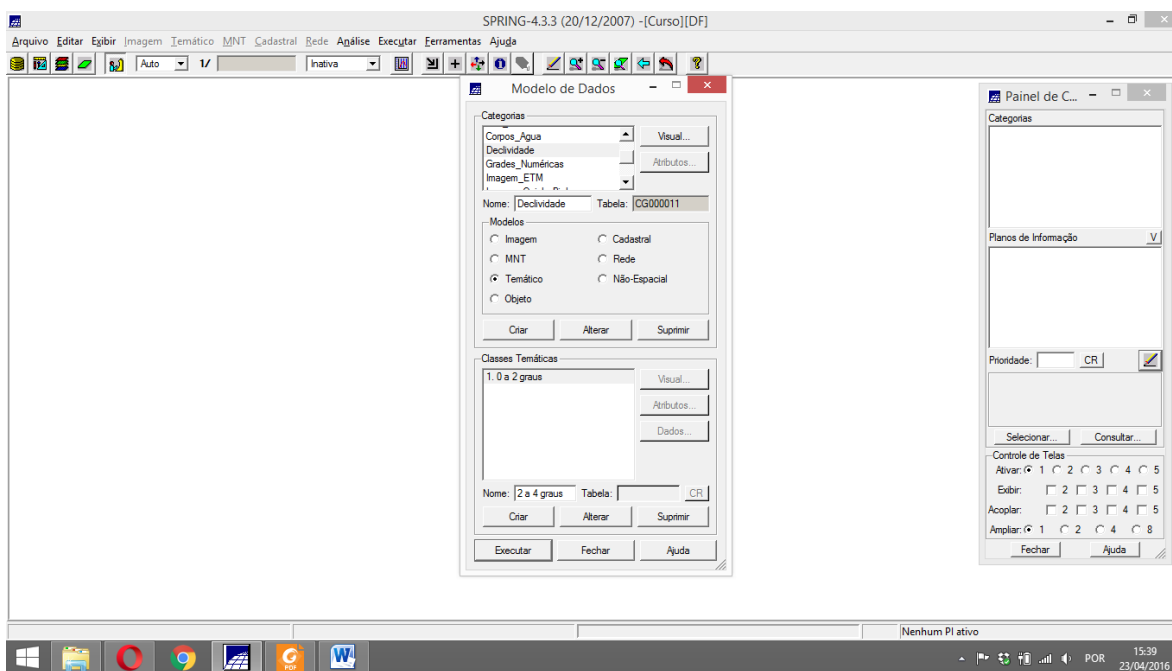 SPRING-4.3.3 (20/12/2007) -[Curso][DF]
Arquivo Editar Exibir Imagem Temático MNT Cadastral Rede Análise Executar Ferramentas Ajuda
Auto 1/ Inativa
Modelo de Dados
Categorias
Corpos_Agua
Declividade
Grades_Numéricas
Imagem_ETM
Visual...
Atributos...
Nome: Declividade Tabela: CG000011
Modelos
Imagem Cadastral
MNT Rede
Temático Não-Espacial
Objeto
Criar Alterar Suprimir
Classes Temáticas
1. 0 a 2 graus
Visual...
Atributos...
Dados...
Nome: 2 a 4 graus Tabela: CR
Criar Alterar Suprimir
Executar Fechar Ajuda
Painel de C...
Categorias
Planos de Informação V
Prioridade: CR
Selecionar... Consultar...
Controle de Telas
Ativar: 1 2 3 4 5
Exibir: 2 3 4 5
Acoplar: 2 3 4 5
Ampliar: 1 2 4 8
Fechar Ajuda
Nenhum PI ativo
PDF
W
POR
15:39
23/04/2016